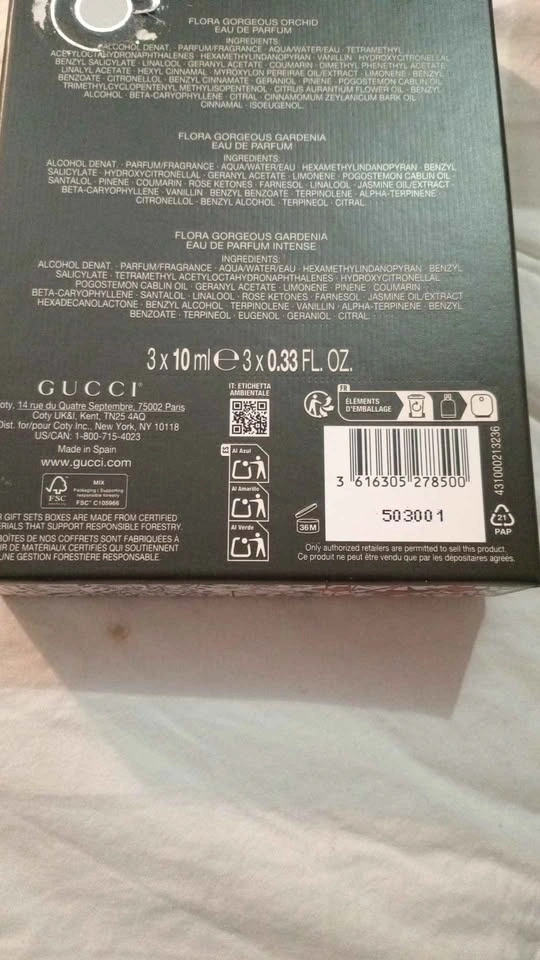 FLORA GORGEOUS ORCHID
EAU DE PARFUM
INGREDIENTS:
ALCOHOL DENAT. · PARFUM/FRAGRANCE · AQUA/WATER/EAU · TETRAMETHYL
ACETYLOCTAHYDRONAPHTHALENES · HEXAMETHYLINDANOPYRAN · VANILLIN · HYDROXYCITRONELLAL
BENZYL SALICYLATE · LINALOOL · GERANYL ACETATE · COUMARIN · DIMETHYL PHENETHYL ACETATE
LINALYL ACETATE · HEXYL CINNAMAL · MYROXYLON PEREIRAE OIL/EXTRACT · LIMONENE · BENZYL
BENZOATE · CITRONELLOL · BENZYL CINNAMATE · GERANIOL · PINENE · POGOSTEMON CABLIN OIL
TRIMETHYLCYCLOPENTENYL METHYLISOPENTENOL · CITRUS AURANTIUM FLOWER OIL · BENZYL
ALCOHOL · BETA-CARYOPHYLLENE · CITRAL · CINNAMOMUM ZEYLANICUM BARK OIL
CINNAMAL · ISOEUGENOL.
FLORA GORGEOUS GARDENIA
EAU DE PARFUM
INGREDIENTS:
ALCOHOL DENAT. · PARFUM/FRAGRANCE · AQUA/WATER/EAU · HEXAMETHYLINDANOPYRAN · BENZYL
SALICYLATE · HYDROXYCITRONELLAL · GERANYL ACETATE · LIMONENE · POGOSTEMON CABLIN OIL
SANTALOL · PINENE · COUMARIN · ROSE KETONES · FARNESOL · LINALOOL · JASMINE OIL/EXTRACT
BETA-CARYOPHYLLENE · VANILLIN · BENZYL BENZOATE · TERPINOLENE · ALPHA-TERPINENE
CITRONELLOL · BENZYL ALCOHOL · TERPINEOL · CITRAL.
FLORA GORGEOUS GARDENIA
EAU DE PARFUM INTENSE
INGREDIENTS:
ALCOHOL DENAT. · PARFUM/FRAGRANCE · AQUA/WATER/EAU · HEXAMETHYLINDANOPYRAN · BENZYL
SALICYLATE · TETRAMETHYL ACETYLOCTAHYDRONAPHTHALENES · HYDROXYCITRONELLAL
POGOSTEMON CABLIN OIL · GERANYL ACETATE · LIMONENE · PINENE · COUMARIN
BETA-CARYOPHYLLENE · SANTALOL · LINALOOL · ROSE KETONES · FARNESOL · JASMINE OIL/EXTRACT
HEXADECANOLACTONE · BENZYL ALCOHOL · TERPINOLENE · VANILLIN · ALPHA-TERPINENE · BENZYL
BENZOATE · TERPINEOL · EUGENOL · GERANIOL · CITRAL.
3 x 10 ml e 3 x 0.33 FL. OZ.
GUCCI
oty, 14 rue du Quatre Septembre, 75002 Paris
Coty UK&I, Kent, TN25 4AQ
Dist. for/pour Coty Inc., New York, NY 10118
US/CAN: 1-800-715-4023
Made in Spain
www.gucci.com
FSC
MIX
Packaging | Supporting
responsible forestry
FSC® C105966
R GIFT SETS BOXES ARE MADE FROM CERTIFIED
ERIALS THAT SUPPORT RESPONSIBLE FORESTRY.
BOÎTES DE NOS COFFRETS SONT FABRIQUÉES À
IR DE MATÉRIAUX CERTIFIÉS QUI SOUTIENNENT
UNE GESTION FORESTIÈRE RESPONSABLE.
IT: ETICHETTA
AMBIENTALE
ES
Al Azul
Al Amarillo
Al Verde
FR
ÉLÉMENTS
D'EMBALLAGE
3 616305 278500
503001
431000213236
36M
21
PAP
Only authorized retailers are permitted to sell this product.
Ce produit ne peut être vendu que par les dépositaires agréés.